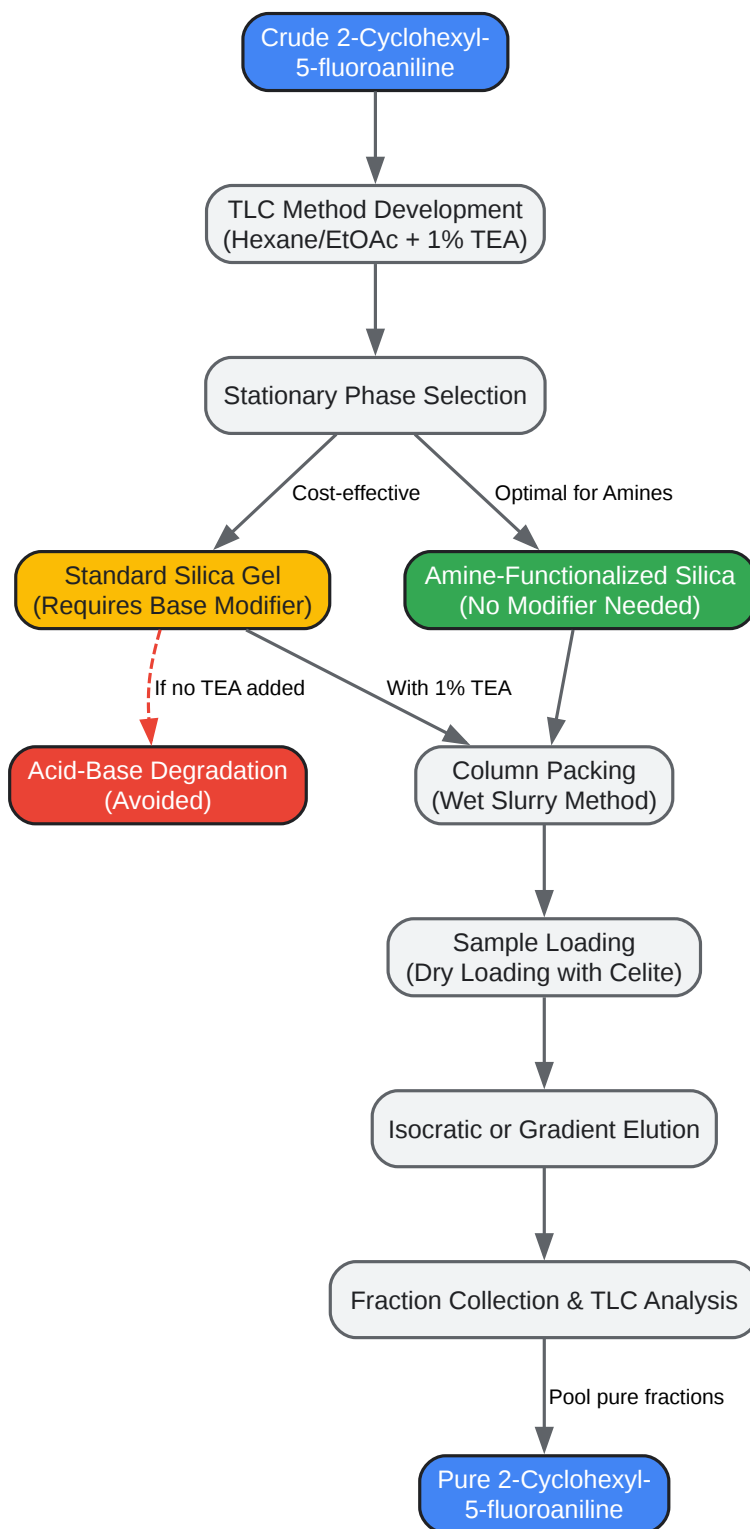 Crude 2-Cyclohexyl-
5-fluoroaniline
TLC Method Development
(Hexane/EtOAc + 1% TEA)
Stationary Phase Selection
Cost-effective
Optimal for Amines
Standard Silica Gel
(Requires Base Modifier)
Amine-Functionalized Silica
(No Modifier Needed)
If no TEA added
With 1% TEA
Acid-Base Degradation
(Avoided)
Column Packing
(Wet Slurry Method)
Sample Loading
(Dry Loading with Celite)
Isocratic or Gradient Elution
Fraction Collection & TLC Analysis
Pool pure fractions
Pure 2-Cyclohexyl-
5-fluoroaniline